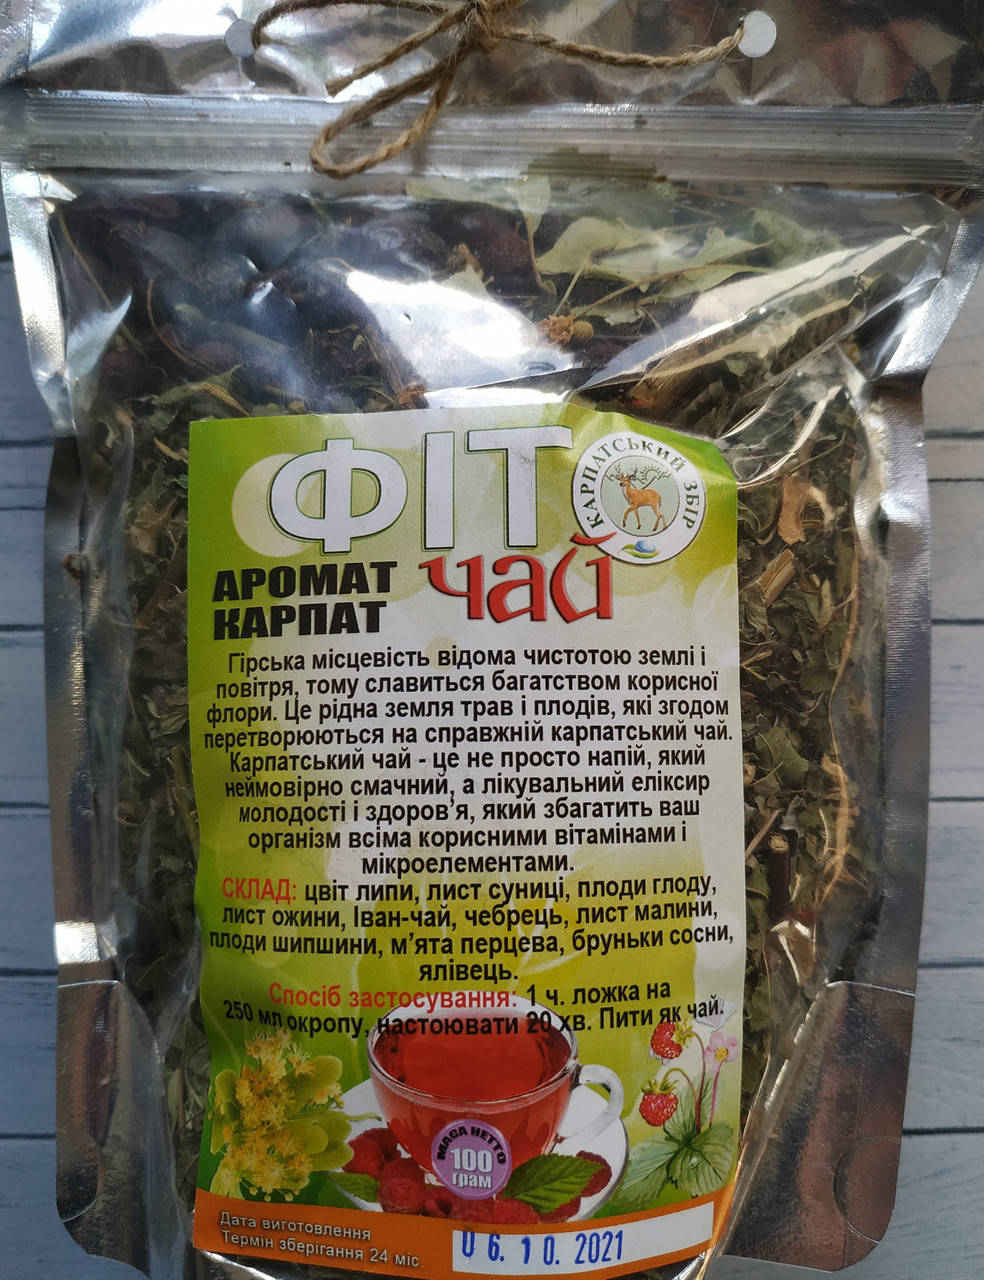 ФІТ
КАРПАТСЬКИЙ ЗБІР
чай
АРОМАТ
КАРПАТ
Гірська місцевість відома чистотою землі і
повітря, тому славиться багатством корисної
флори. Це рідна земля трав і плодів, які згодом
перетворюються на справжній карпатський чай.
Карпатський чай - це не просто напій, який
неймовірно смачний, а лікувальний еліксир
молодості і здоров'я, який збагатить ваш
організм всіма корисними вітамінами і
мікроелементами.
СКЛАД: цвіт липи, лист суниці, плоди глоду,
лист ожини, Іван-чай, чебрець, лист малини,
плоди шипшини, м'ята перцева, бруньки сосни,
ялівець.
Спосіб застосування: 1 ч. ложка на
250 мл окропу, настоювати 20 хв. Пити як чай.
МАСА НЕТТО
100
грам
Дата виготовлення
Термін зберігання 24 міс.
06.10.2021